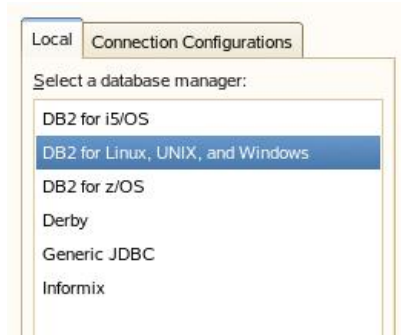 Local Connection Configurations
Select a database manager:
DB2 for i5/OS
DB2 for Linux, UNIX, and Windows
DB2 for z/OS
Derby
Generic JDBC
Informix